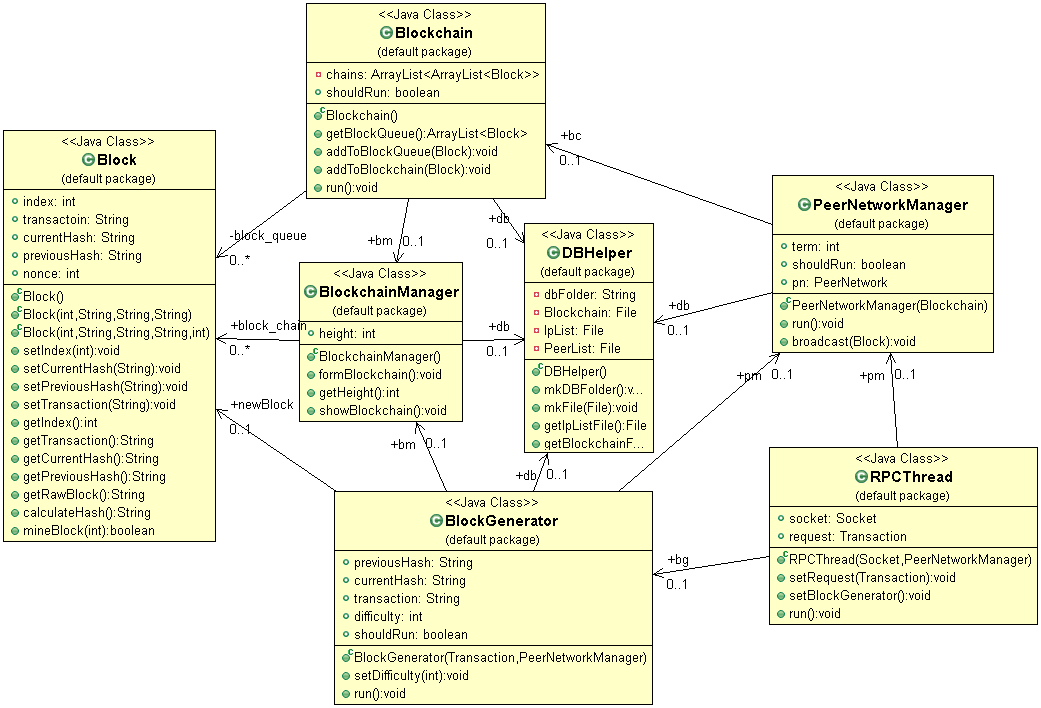 <<Java Class>>
Blockchain
(default package)
chains: ArrayList<ArrayList<Block>>
shouldRun: boolean
Blockchain()
getBlockQueue():ArrayList<Block>
addToBlockQueue(Block):void
addToBlockchain(Block):void
run():void
<<Java Class>>
Block
(default package)
index: int
transactoin: String
currentHash: String
previousHash: String
nonce: int
Block()
Block(int,String,String,String)
Block(int,String,String,String,int)
setIndex(int):void
setCurrentHash(String):void
setPreviousHash(String):void
setTransaction(String):void
getIndex():int
getTransaction():String
getCurrentHash():String
getPreviousHash():String
getRawBlock():String
calculateHash():String
mineBlock(int):boolean
-block_queue
0..*
+bm
0..1
+db
0..1
+bc
0..1
<<Java Class>>
BlockchainManager
(default package)
height: int
BlockchainManager()
formBlockchain():void
getHeight():int
showBlockchain():void
+block_chain
0..*
+db
0..1
<<Java Class>>
DBHelper
(default package)
dbFolder: String
Blockchain: File
IpList: File
PeerList: File
DBHelper()
mkDBFolder():v...
mkFile(File):void
getIpListFile():File
getBlockchainF...
<<Java Class>>
PeerNetworkManager
(default package)
term: int
shouldRun: boolean
pn: PeerNetwork
PeerNetworkManager(Blockchain)
run():void
broadcast(Block):void
+db
0..1
+pm
0..1
+pm
0..1
+newBlock
0..1
+bm
0..1
+db
0..1
<<Java Class>>
BlockGenerator
(default package)
previousHash: String
currentHash: String
transaction: String
difficulty: int
shouldRun: boolean
BlockGenerator(Transaction,PeerNetworkManager)
setDifficulty(int):void
run():void
+bg
0..1
<<Java Class>>
RPCThread
(default package)
socket: Socket
request: Transaction
RPCThread(Socket,PeerNetworkManager)
setRequest(Transaction):void
setBlockGenerator():void
run():void